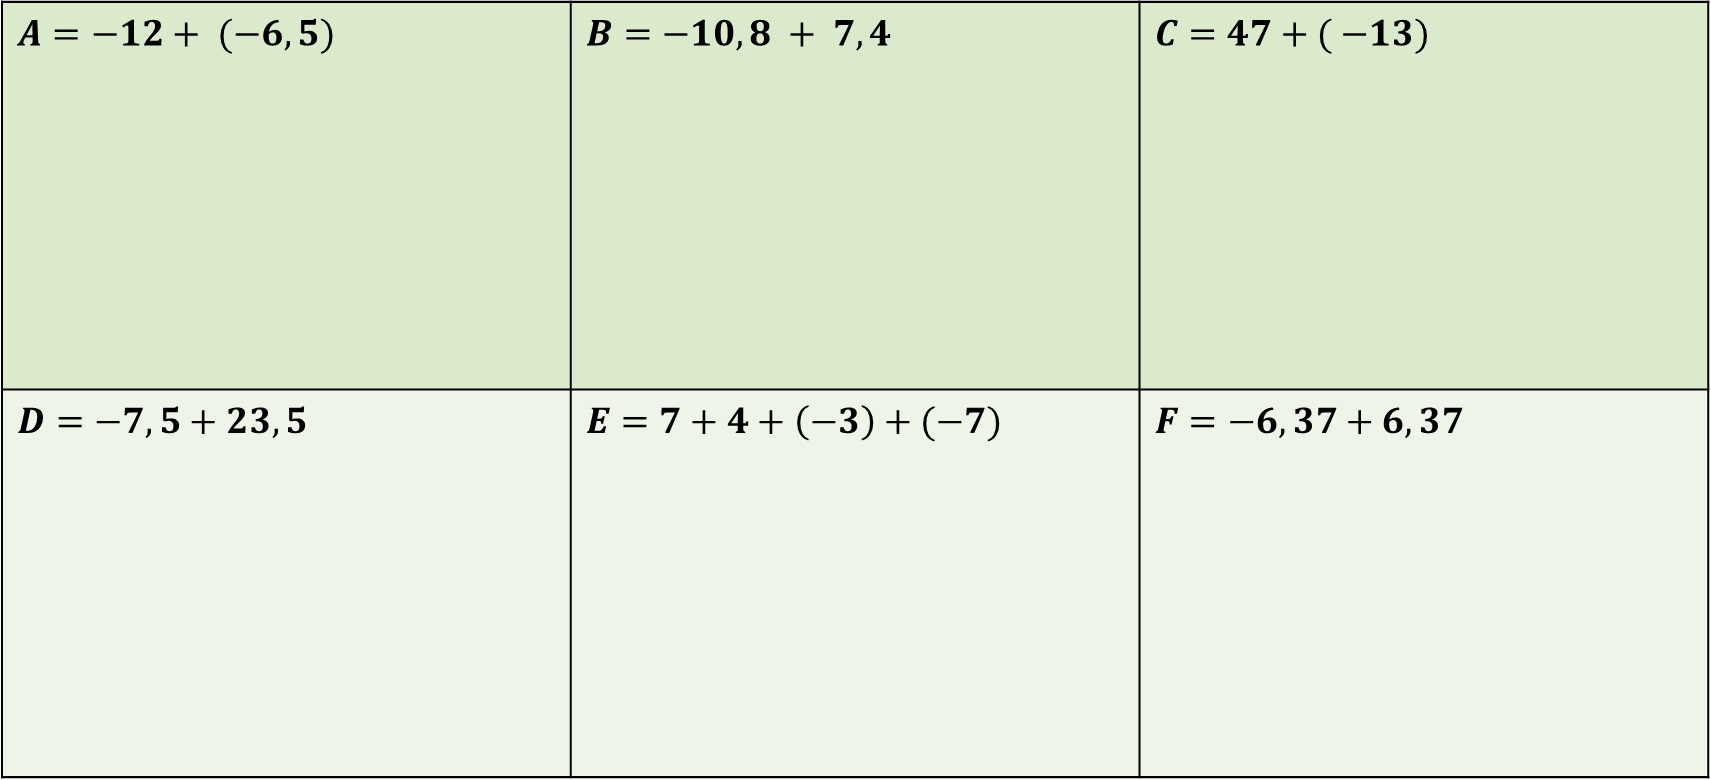 A = −12 + (−6,5)
B = −10,8 + 7,4
C = 47 + ( −13)
D = −7,5 + 23,5
E = 7 + 4 + (−3) + (−7)
F = −6,37 + 6,37